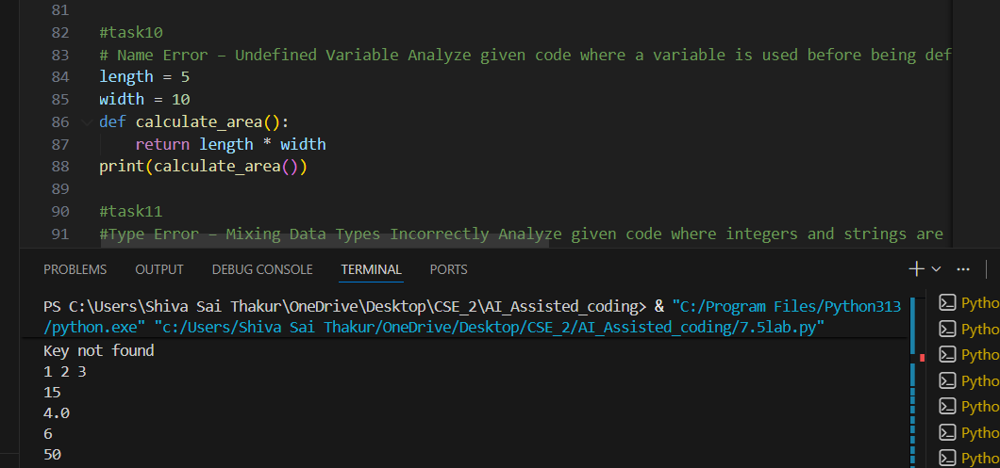 81
82 #task10
83 # Name Error – Undefined Variable Analyze given code where a variable is used before being def
84 length = 5
85 width = 10
86 def calculate_area():
87     return length * width
88 print(calculate_area())
89
90 #task11
91 #Type Error – Mixing Data Types Incorrectly Analyze given code where integers and strings are
PROBLEMS OUTPUT DEBUG CONSOLE TERMINAL PORTS
PS C:\Users\Shiva Sai Thakur\OneDrive\Desktop\CSE_2\AI_Assisted_coding> & "C:/Program Files/Python313
/python.exe" "c:/Users/Shiva Sai Thakur/OneDrive/Desktop/CSE_2/AI_Assisted_coding/7.5lab.py"
Key not found
1 2 3
15
4.0
6
50
Pytho
Pytho
Pytho
Pytho
Pytho
Pytho
Pytho